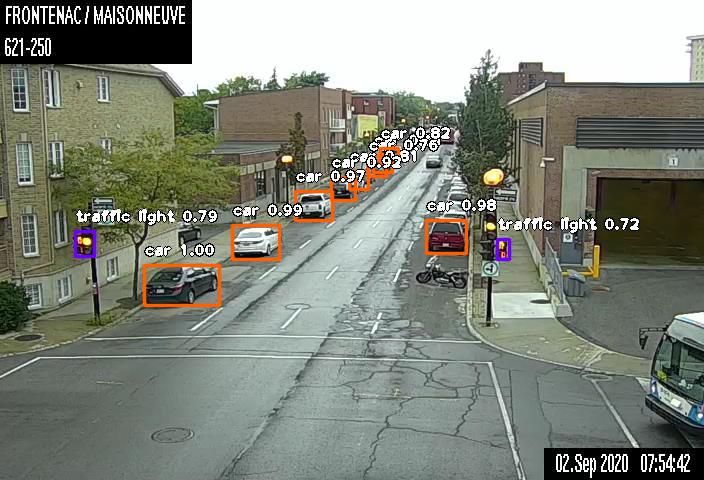 FRONTENAC / MAISONNEUVE
621-250
car 0.82
car 0.76
car 0.92
car 0.97
car 0.98
traffic light 0.79
car 0.99
traffic light 0.72
car 1.00
02.Sep 2020 07:54:42